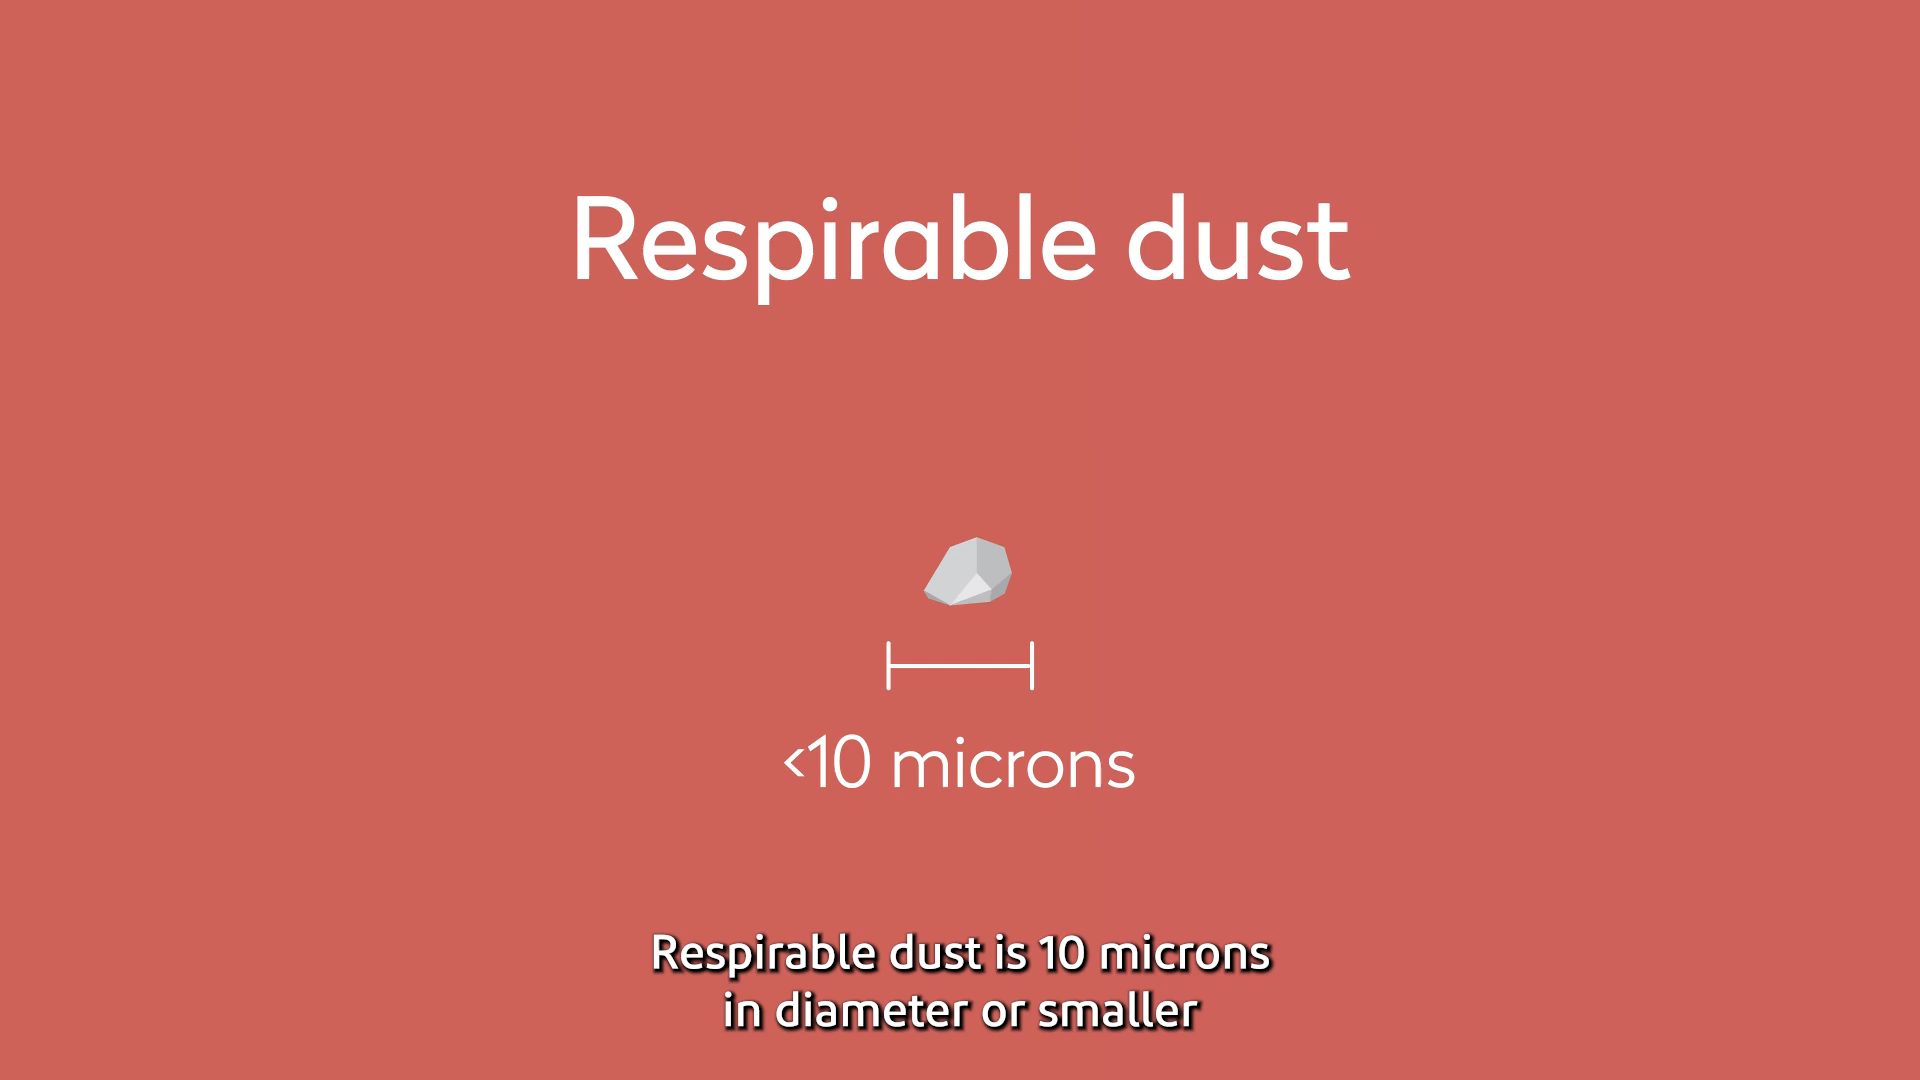 Respirable dust
<10 microns
Respirable dust is 10 microns
in diameter or smaller